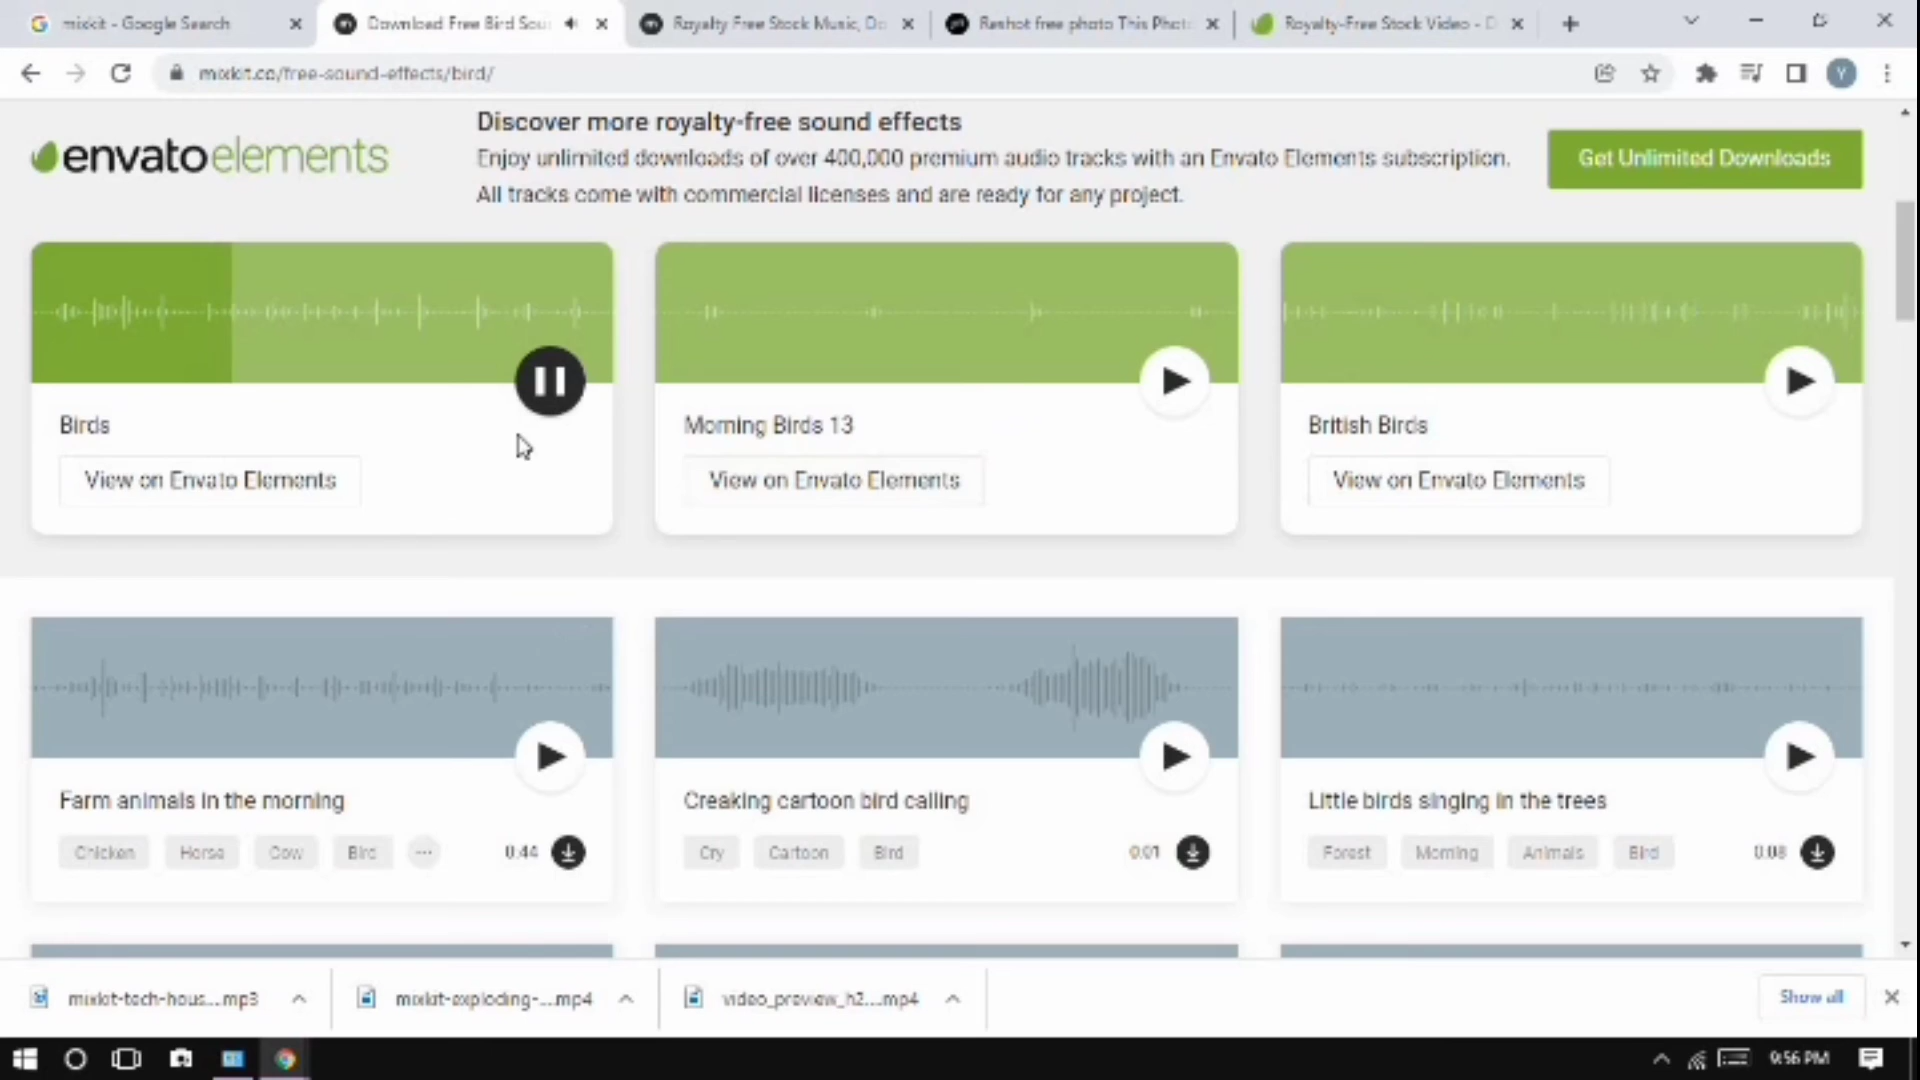 mixkit - Google Search
Download Free Bird Sou
Royalty Free Stock Music, Do
Reshot free photo This Phot
Royalty-Free Stock Video - D
mixkit.co/free-sound-effects/bird/
Y
envatoelements
Discover more royalty-free sound effects
Enjoy unlimited downloads of over 400,000 premium audio tracks with an Envato Elements subscription.
All tracks come with commercial licenses and are ready for any project.
Get Unlimited Downloads
Birds
View on Envato Elements
Morning Birds 13
View on Envato Elements
British Birds
View on Envato Elements
Farm animals in the morning
Chicken Horse Cow Bird ··· 0:44
Creaking cartoon bird calling
Cry Cartoon Bird 0:01
Little birds singing in the trees
Forest Morning Animals Bird 0:08
mixkit-tech-hous....mp3
mixkit-exploding-....mp4
video_preview_h2....mp4
Show all
9:56 PM